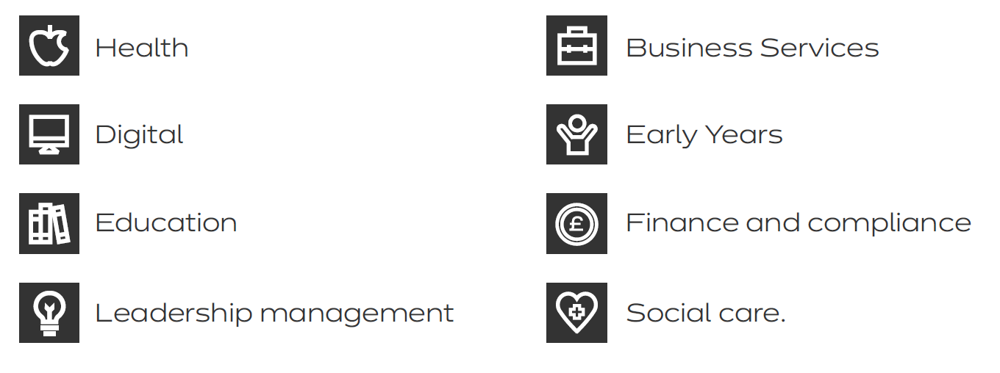 Health
Digital
Education
Leadership management
Business Services
Early Years
£
Finance and compliance
Social care.